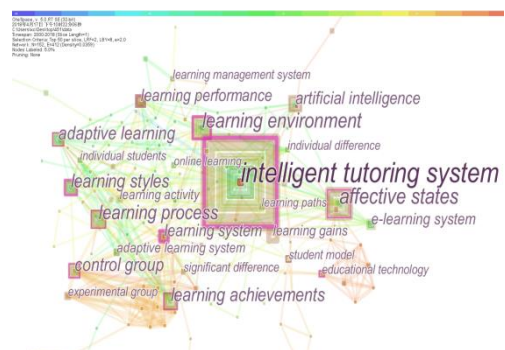 learning management system
learning performance
artificial intelligence
learning environment
adaptive learning
individual difference
individual students
online learning
intelligent tutoring system
learning styles
learning activity
learning paths
affective states
learning process
e-learning system
learning system
learning gains
adaptive learning system
student model
control group
significant difference
educational technology
experimental group
learning achievements